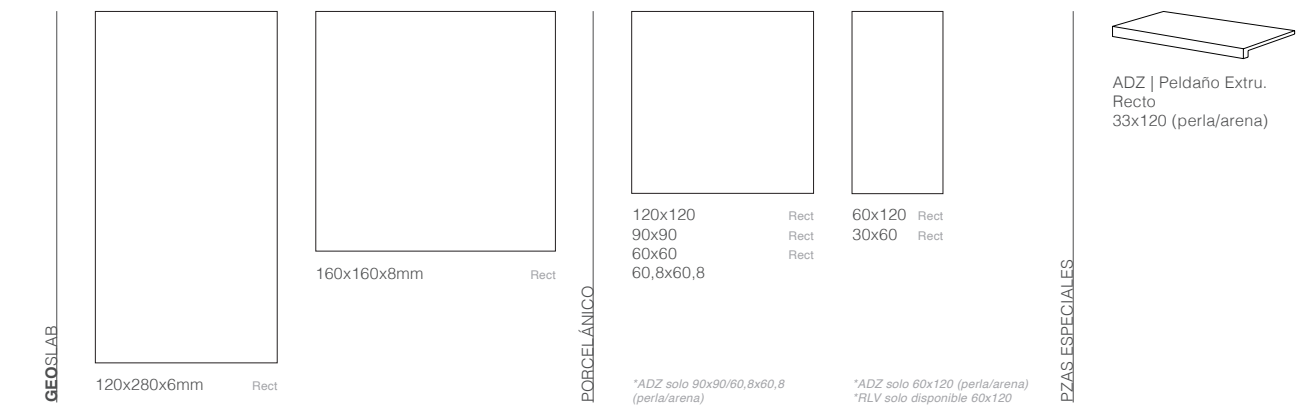 GEOSLAB
120x280x6mm Rect
160x160x8mm Rect
PORCELÁNICO
120x120 Rect
90x90 Rect
60x60 Rect
60,8x60,8
*ADZ solo 90x90/60,8x60,8
(perla/arena)
60x120 Rect
30x60 Rect
*ADZ solo 60x120 (perla/arena)
*RLV solo disponible 60x120
PZAS ESPECIALES
ADZ | Peldaño Extru.
Recto
33x120 (perla/arena)